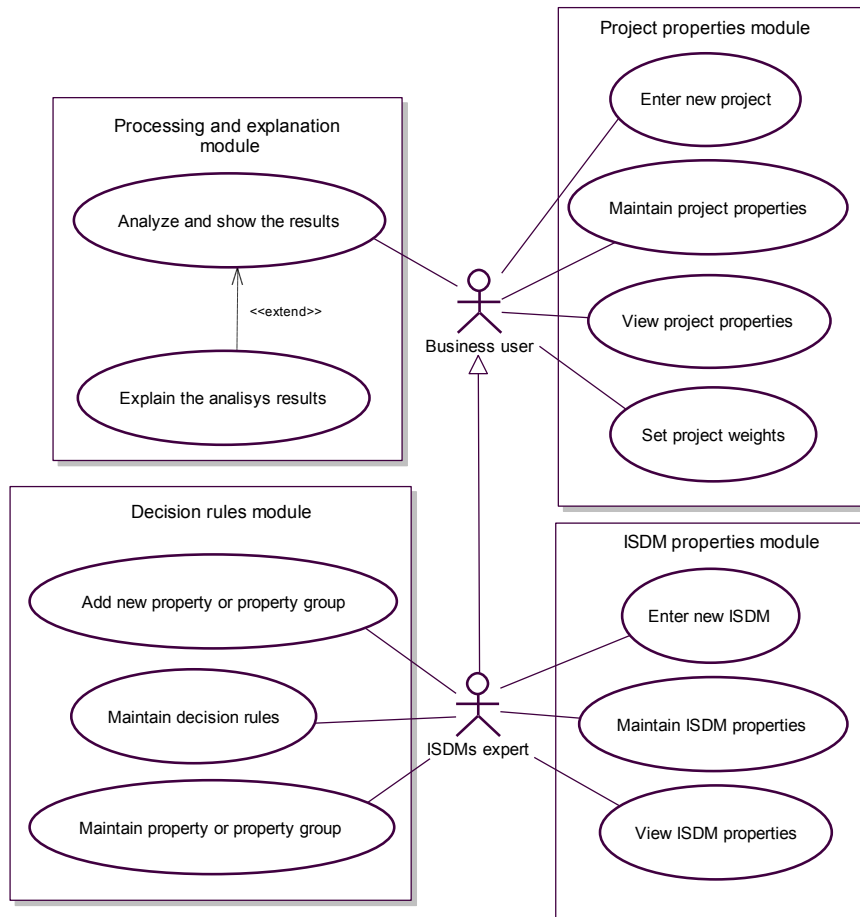 Project properties module
Enter new project
Maintain project properties
View project properties
Set project weights
Processing and explanation
module
Analyze and show the results
<<extend>>
Explain the analisys results
Business user
Decision rules module
Add new property or property group
Maintain decision rules
Maintain property or property group
ISDMs expert
ISDM properties module
Enter new ISDM
Maintain ISDM properties
View ISDM properties